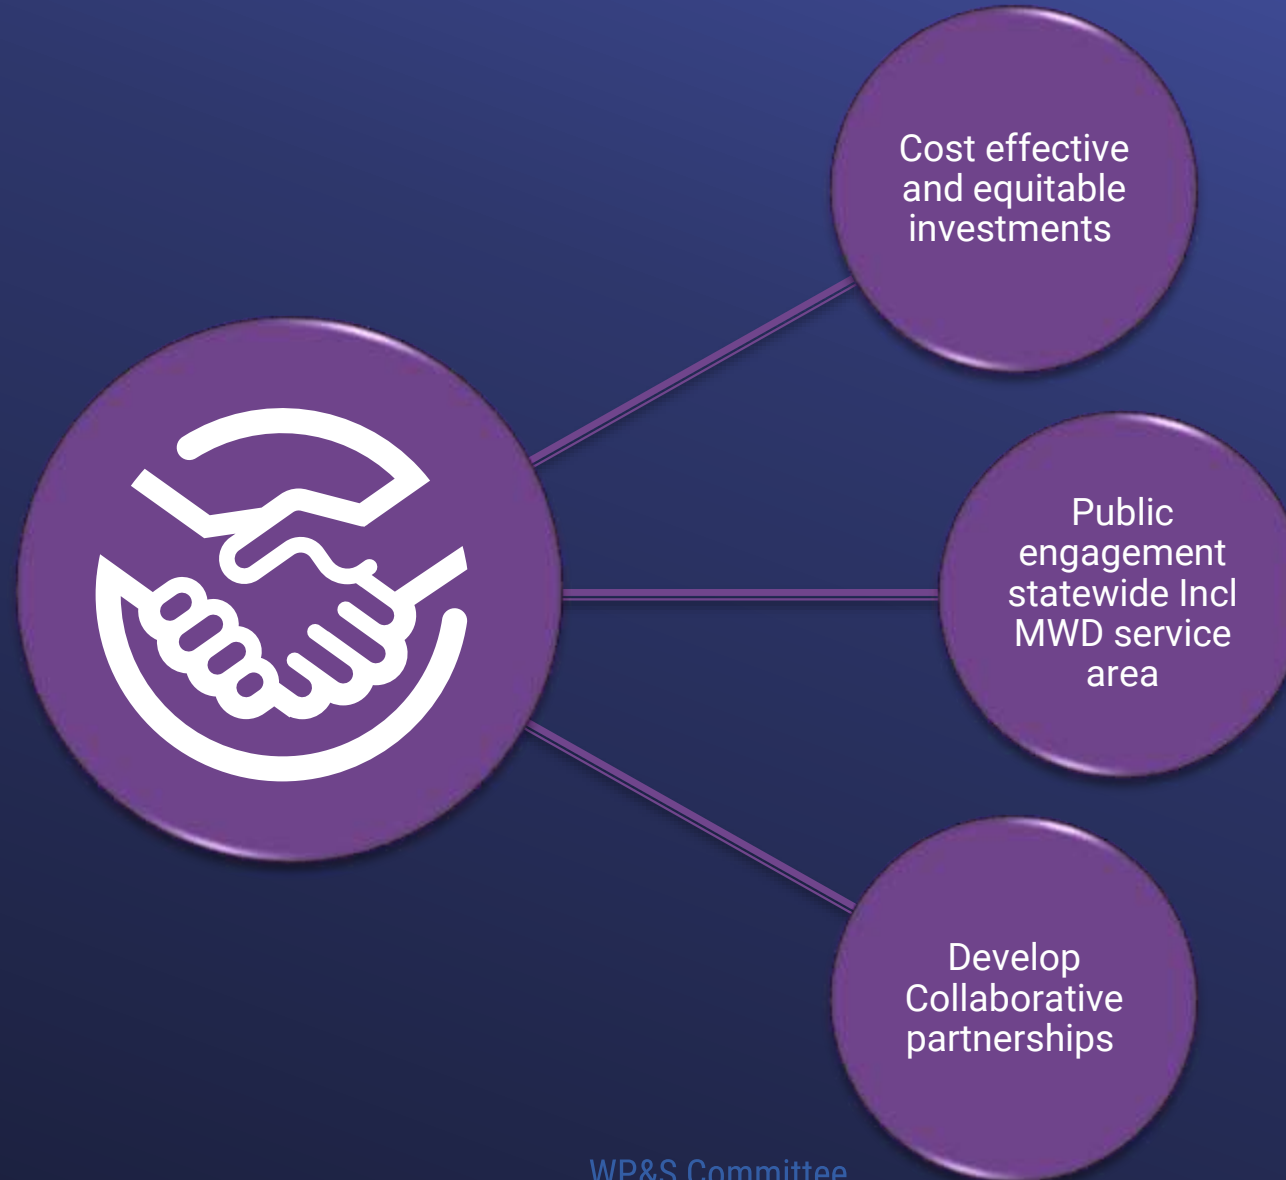 Cost effective
and equitable
investments
Public
engagement
statewide Incl
MWD service
area
Develop
Collaborative
partnerships
WP&S Committee